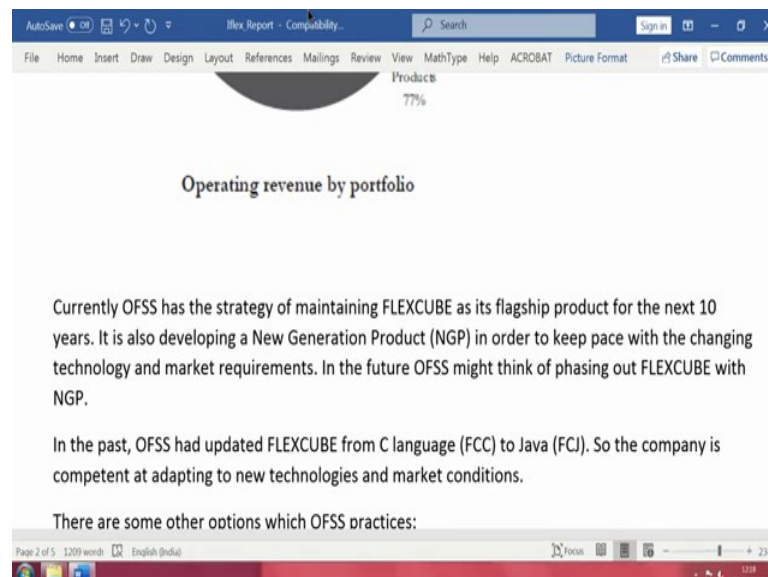 AutoSave Off Iflex_Report - Compatibility... Search Sign in
File Home Insert Draw Design Layout References Mailings Review View MathType Help ACROBAT Picture Format Share Comments
Products
77%
Operating revenue by portfolio
Currently OFSS has the strategy of maintaining FLEXCUBE as its flagship product for the next 10
years. It is also developing a New Generation Product (NGP) in order to keep pace with the changing
technology and market requirements. In the future OFSS might think of phasing out FLEXCUBE with
NGP.
In the past, OFSS had updated FLEXCUBE from C language (FCC) to Java (FCJ). So the company is
competent at adapting to new technologies and market conditions.
There are some other options which OFSS practices:
Page 2 of 5 1209 words English (India) Focus 23
1218